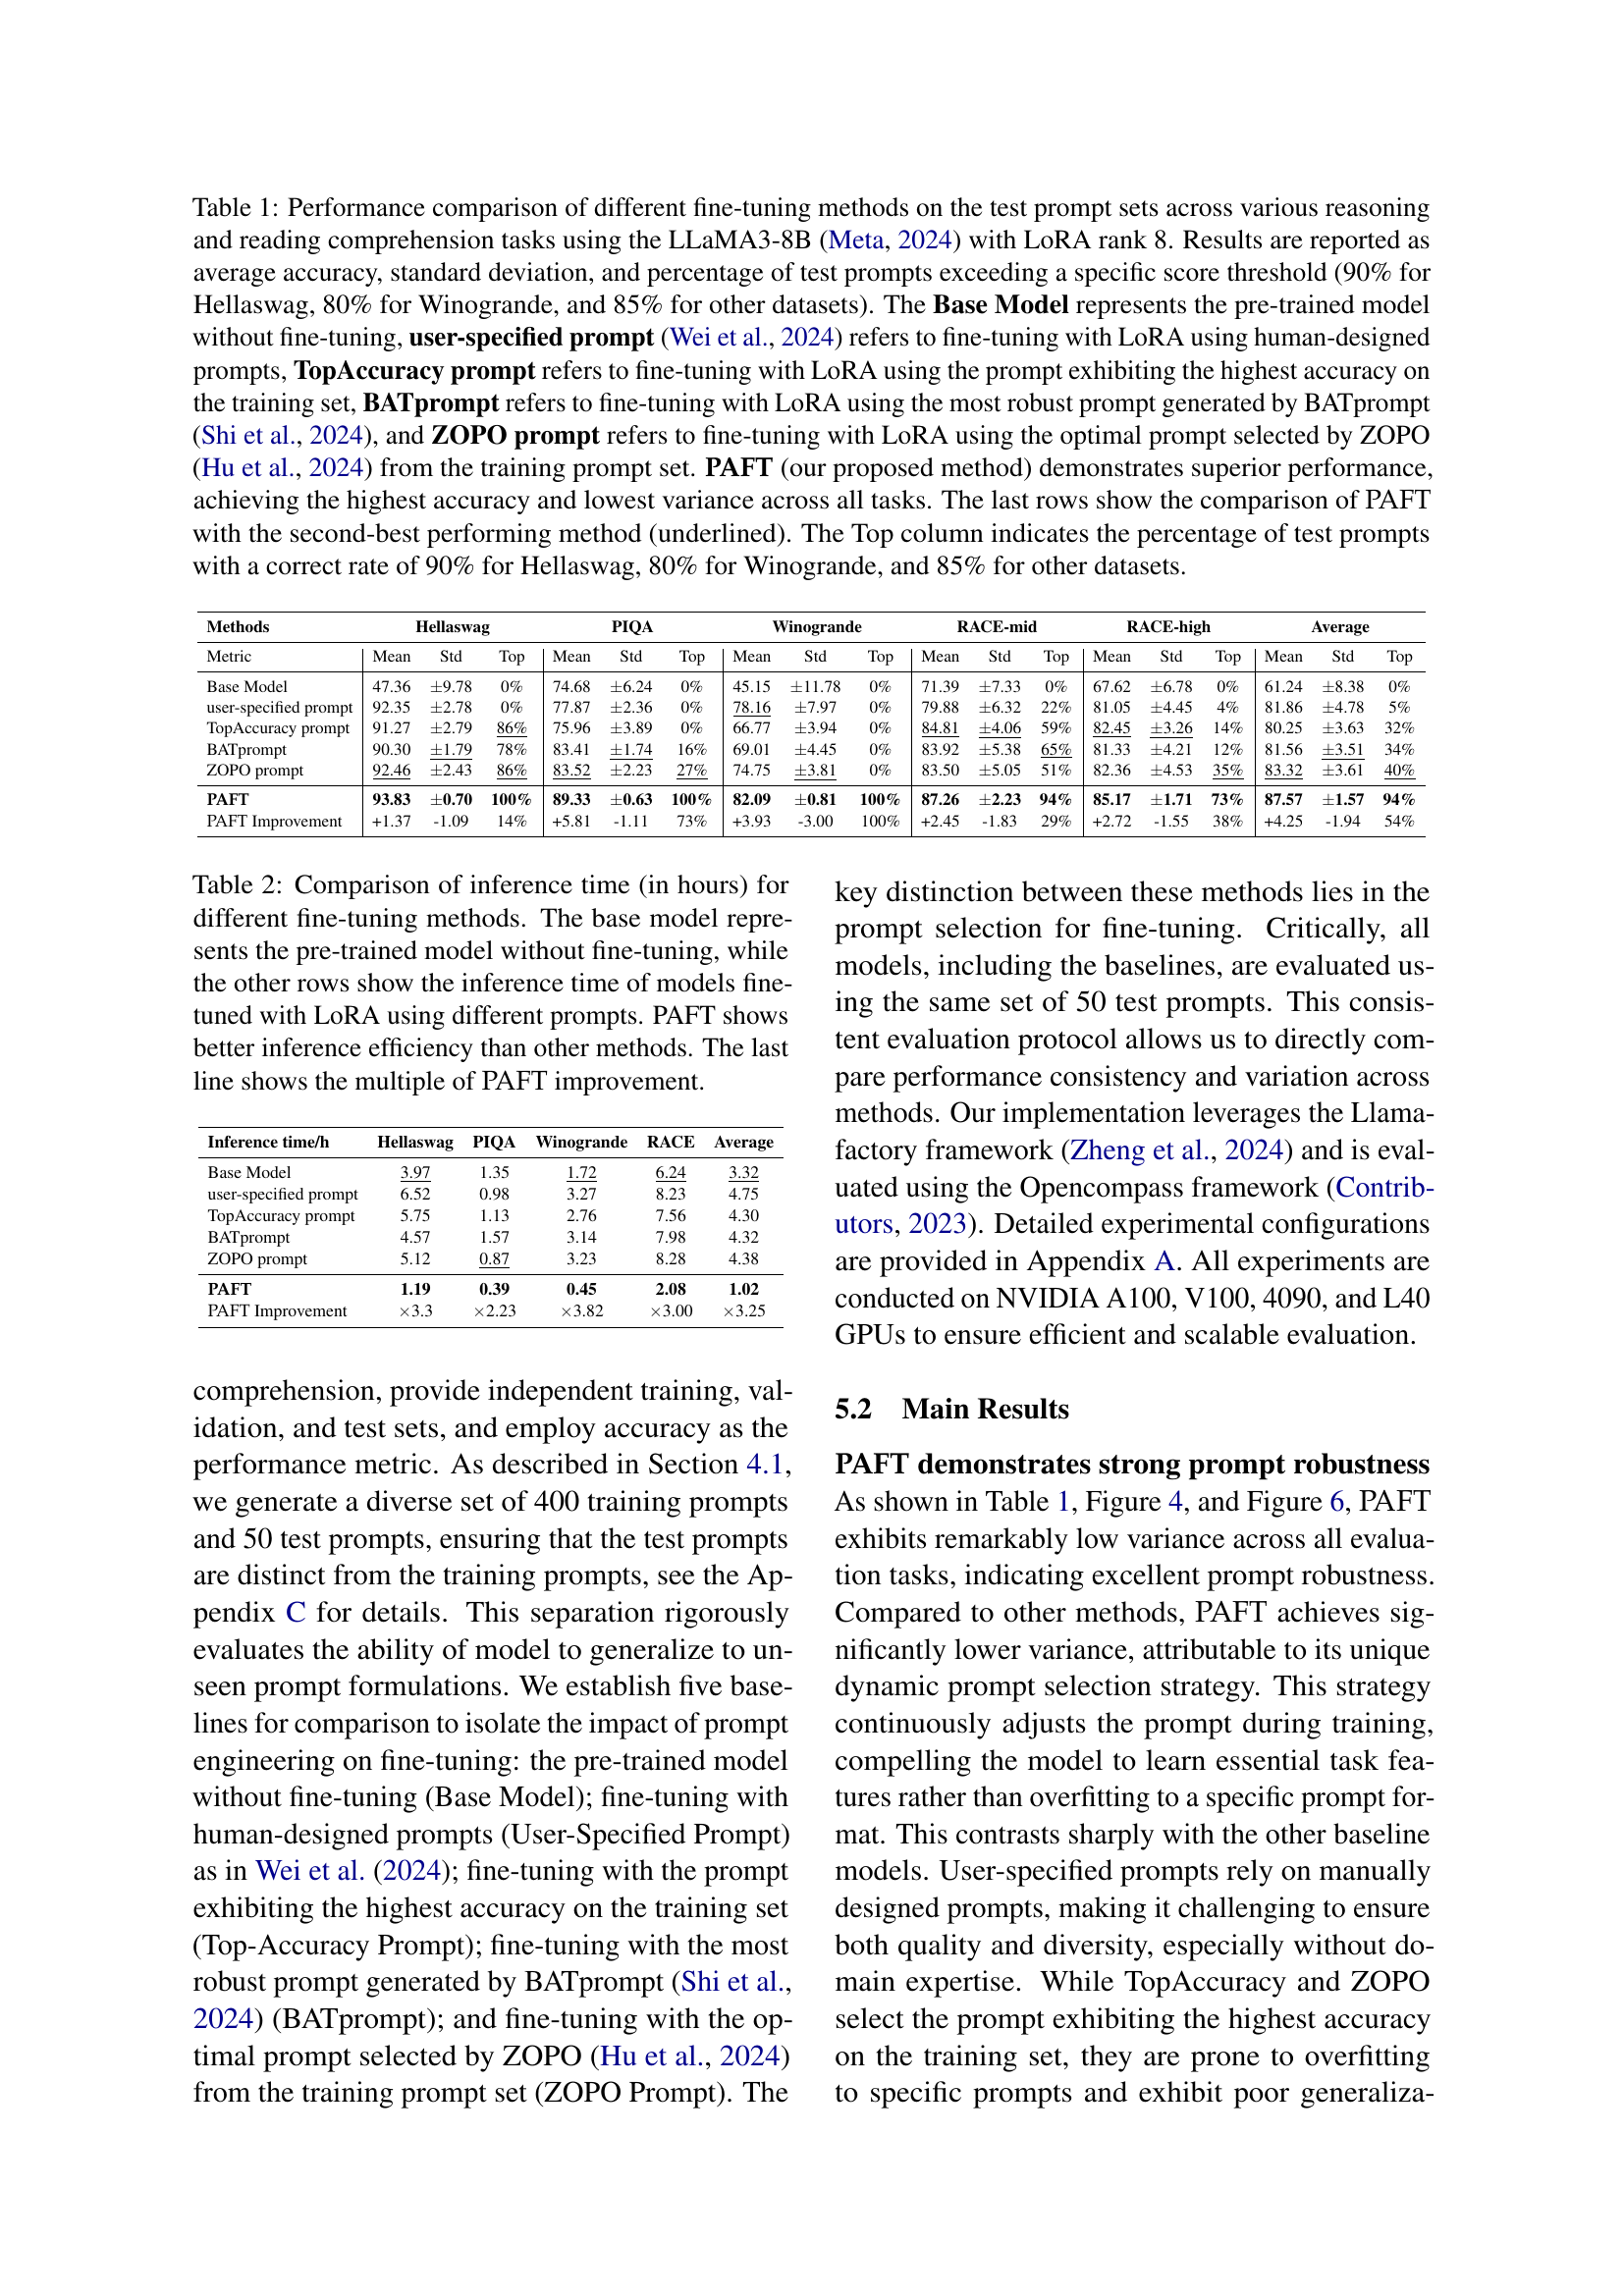 Table 1: Performance comparison of different fine-tuning methods on the test prompt sets across various reasoning
and reading comprehension tasks using the LLaMA3-8B (Meta, 2024) with LoRA rank 8. Results are reported as
average accuracy, standard deviation, and percentage of test prompts exceeding a specific score threshold (90% for
Hellaswag, 80% for Winogrande, and 85% for other datasets). The Base Model represents the pre-trained model
without fine-tuning, user-specified prompt (Wei et al., 2024) refers to fine-tuning with LoRA using human-designed
prompts, TopAccuracy prompt refers to fine-tuning with LoRA using the prompt exhibiting the highest accuracy on
the training set, BATprompt refers to fine-tuning with LoRA using the most robust prompt generated by BATprompt
(Shi et al., 2024), and ZOPO prompt refers to fine-tuning with LoRA using the optimal prompt selected by ZOPO
(Hu et al., 2024) from the training prompt set. PAFT (our proposed method) demonstrates superior performance,
achieving the highest accuracy and lowest variance across all tasks. The last rows show the comparison of PAFT
with the second-best performing method (underlined). The Top column indicates the percentage of test prompts
with a correct rate of 90% for Hellaswag, 80% for Winogrande, and 85% for other datasets.
Methods Hellaswag PIQA Winogrande RACE-mid RACE-high Average
Metric Mean Std Top Mean Std Top Mean Std Top Mean Std Top Mean Std Top Mean Std Top
Base Model 47.36 ±9.78 0% 74.68 ±6.24 0% 45.15 ±11.78 0% 71.39 ±7.33 0% 67.62 ±6.78 0% 61.24 ±8.38 0%
user-specified prompt 92.35 ±2.78 0% 77.87 ±2.36 0% 78.16 ±7.97 0% 79.88 ±6.32 22% 81.05 ±4.45 4% 81.86 ±4.78 5%
TopAccuracy prompt 91.27 ±2.79 86% 75.96 ±3.89 0% 66.77 ±3.94 0% 84.81 ±4.06 59% 82.45 ±3.26 14% 80.25 ±3.63 32%
BATprompt 90.30 ±1.79 78% 83.41 ±1.74 16% 69.01 ±4.45 0% 83.92 ±5.38 65% 81.33 ±4.21 12% 81.56 ±3.51 34%
ZOPO prompt 92.46 ±2.43 86% 83.52 ±2.23 27% 74.75 ±3.81 0% 83.50 ±5.05 51% 82.36 ±4.53 35% 83.32 ±3.61 40%
PAFT 93.83 ±0.70 100% 89.33 ±0.63 100% 82.09 ±0.81 100% 87.26 ±2.23 94% 85.17 ±1.71 73% 87.57 ±1.57 94%
PAFT Improvement +1.37 -1.09 14% +5.81 -1.11 73% +3.93 -3.00 100% +2.45 -1.83 29% +2.72 -1.55 38% +4.25 -1.94 54%
Table 2: Comparison of inference time (in hours) for
different fine-tuning methods. The base model repre-
sents the pre-trained model without fine-tuning, while
the other rows show the inference time of models fine-
tuned with LoRA using different prompts. PAFT shows
better inference efficiency than other methods. The last
line shows the multiple of PAFT improvement.
Inference time/h Hellaswag PIQA Winogrande RACE Average
Base Model 3.97 1.35 1.72 6.24 3.32
user-specified prompt 6.52 0.98 3.27 8.23 4.75
TopAccuracy prompt 5.75 1.13 2.76 7.56 4.30
BATprompt 4.57 1.57 3.14 7.98 4.32
ZOPO prompt 5.12 0.87 3.23 8.28 4.38
PAFT 1.19 0.39 0.45 2.08 1.02
PAFT Improvement ×3.3 ×2.23 ×3.82 ×3.00 ×3.25
comprehension, provide independent training, val-
idation, and test sets, and employ accuracy as the
performance metric. As described in Section 4.1,
we generate a diverse set of 400 training prompts
and 50 test prompts, ensuring that the test prompts
are distinct from the training prompts, see the Ap-
pendix C for details. This separation rigorously
evaluates the ability of model to generalize to un-
seen prompt formulations. We establish five base-
lines for comparison to isolate the impact of prompt
engineering on fine-tuning: the pre-trained model
without fine-tuning (Base Model); fine-tuning with
human-designed prompts (User-Specified Prompt)
as in Wei et al. (2024); fine-tuning with the prompt
exhibiting the highest accuracy on the training set
(Top-Accuracy Prompt); fine-tuning with the most
robust prompt generated by BATprompt (Shi et al.,
2024) (BATprompt); and fine-tuning with the op-
timal prompt selected by ZOPO (Hu et al., 2024)
from the training prompt set (ZOPO Prompt). The
key distinction between these methods lies in the
prompt selection for fine-tuning. Critically, all
models, including the baselines, are evaluated us-
ing the same set of 50 test prompts. This consis-
tent evaluation protocol allows us to directly com-
pare performance consistency and variation across
methods. Our implementation leverages the Llama-
factory framework (Zheng et al., 2024) and is eval-
uated using the Opencompass framework (Contrib-
utors, 2023). Detailed experimental configurations
are provided in Appendix A. All experiments are
conducted on NVIDIA A100, V100, 4090, and L40
GPUs to ensure efficient and scalable evaluation.
5.2 Main Results
PAFT demonstrates strong prompt robustness
As shown in Table 1, Figure 4, and Figure 6, PAFT
exhibits remarkably low variance across all evalua-
tion tasks, indicating excellent prompt robustness.
Compared to other methods, PAFT achieves sig-
nificantly lower variance, attributable to its unique
dynamic prompt selection strategy. This strategy
continuously adjusts the prompt during training,
compelling the model to learn essential task fea-
tures rather than overfitting to a specific prompt for-
mat. This contrasts sharply with the other baseline
models. User-specified prompts rely on manually
designed prompts, making it challenging to ensure
both quality and diversity, especially without do-
main expertise. While TopAccuracy and ZOPO
select the prompt exhibiting the highest accuracy
on the training set, they are prone to overfitting
to specific prompts and exhibit poor generaliza-